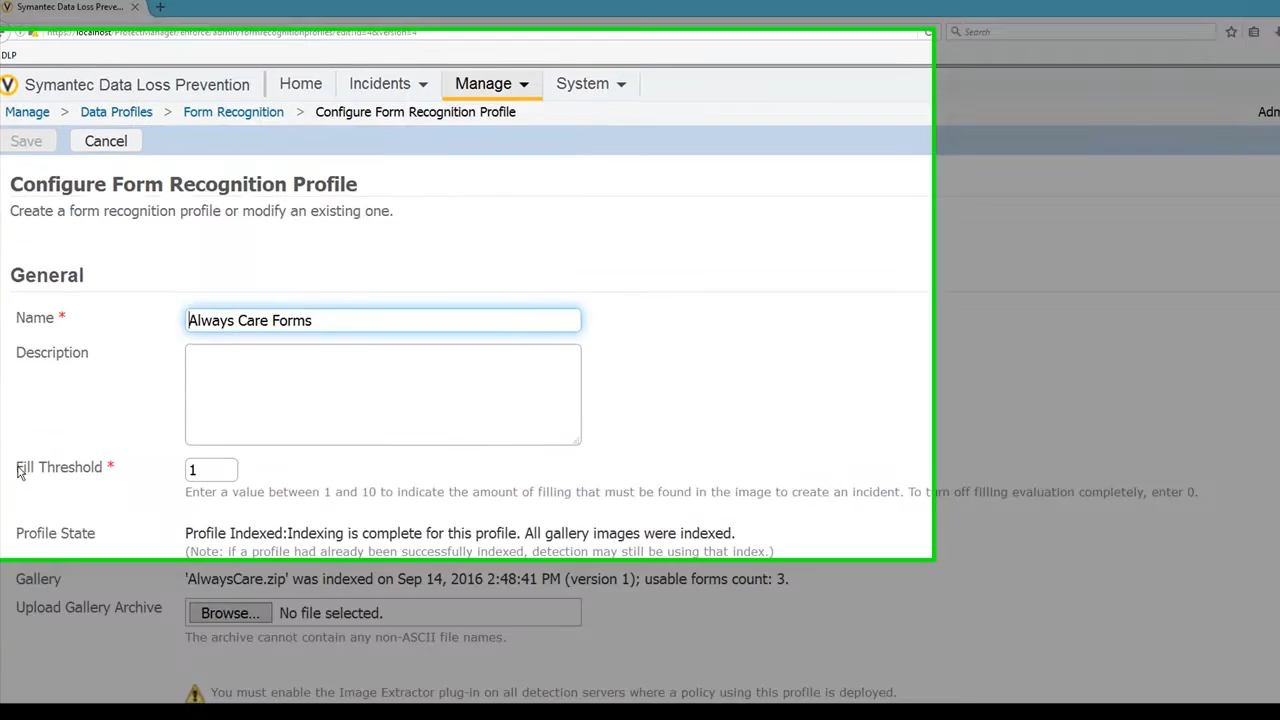 Symantec Data Loss Prev...
https://localhost/ProtectManager/enforce/admin/form/recognitionprofiles/edit?id=4&version=4
Search
DLP
Symantec Data Loss Prevention Home Incidents Manage System
Manage > Data Profiles > Form Recognition > Configure Form Recognition Profile
Save Cancel
Configure Form Recognition Profile
Create a form recognition profile or modify an existing one.
General
Name * Always Care Forms
Description
Fill Threshold * 1
Enter a value between 1 and 10 to indicate the amount of filling that must be found in the image to create an incident. To turn off filling evaluation completely, enter 0.
Profile State Profile Indexed:Indexing is complete for this profile. All gallery images were indexed.
(Note: if a profile had already been successfully indexed, detection may still be using that index.)
Gallery 'AlwaysCare.zip' was indexed on Sep 14, 2016 2:48:41 PM (version 1); usable forms count: 3.
Upload Gallery Archive Browse... No file selected.
The archive cannot contain any non-ASCII file names.
You must enable the Image Extractor plug-in on all detection servers where a policy using this profile is deployed.